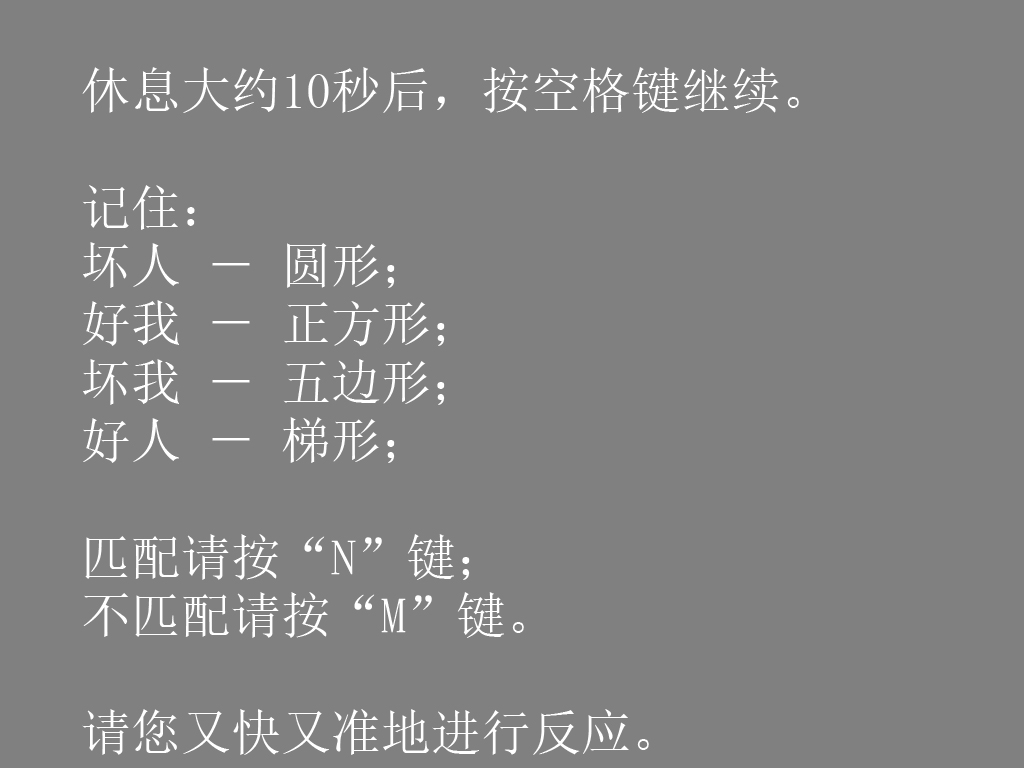 休息大约10秒后，按空格键继续。
记住：
坏人 － 圆形；
好我 － 正方形；
坏我 － 五边形；
好人 － 梯形；
匹配请按“N”键；
不匹配请按“M”键。
请您又快又准地进行反应。